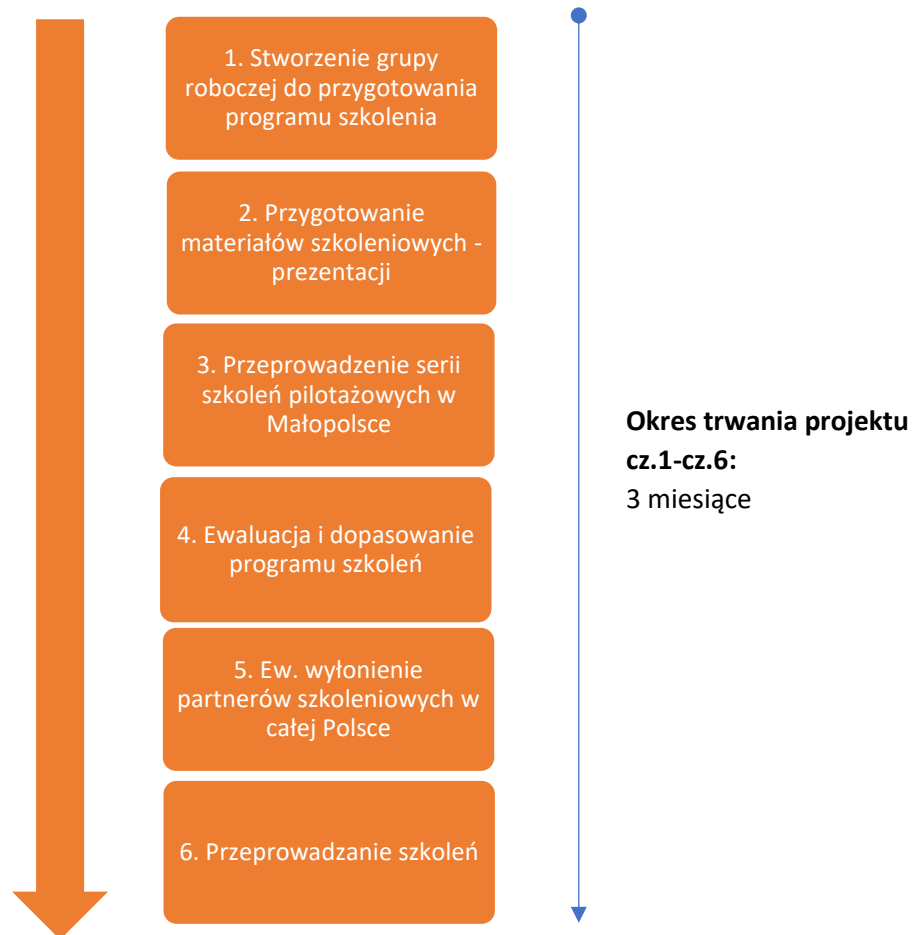 1. Stworzenie grupy
roboczej do przygotowania
programu szkolenia
2. Przygotowanie
materiałów szkoleniowych -
prezentacji
3. Przeprowadzenie serii
szkoleń pilotażowych w
Małopolsce
4. Ewaluacja i dopasowanie
programu szkoleń
5. Ew. wyłonienie
partnerów szkoleniowych w
całej Polsce
6. Przeprowadzanie szkoleń
Okres trwania projektu
cz.1-cz.6:
3 miesiące